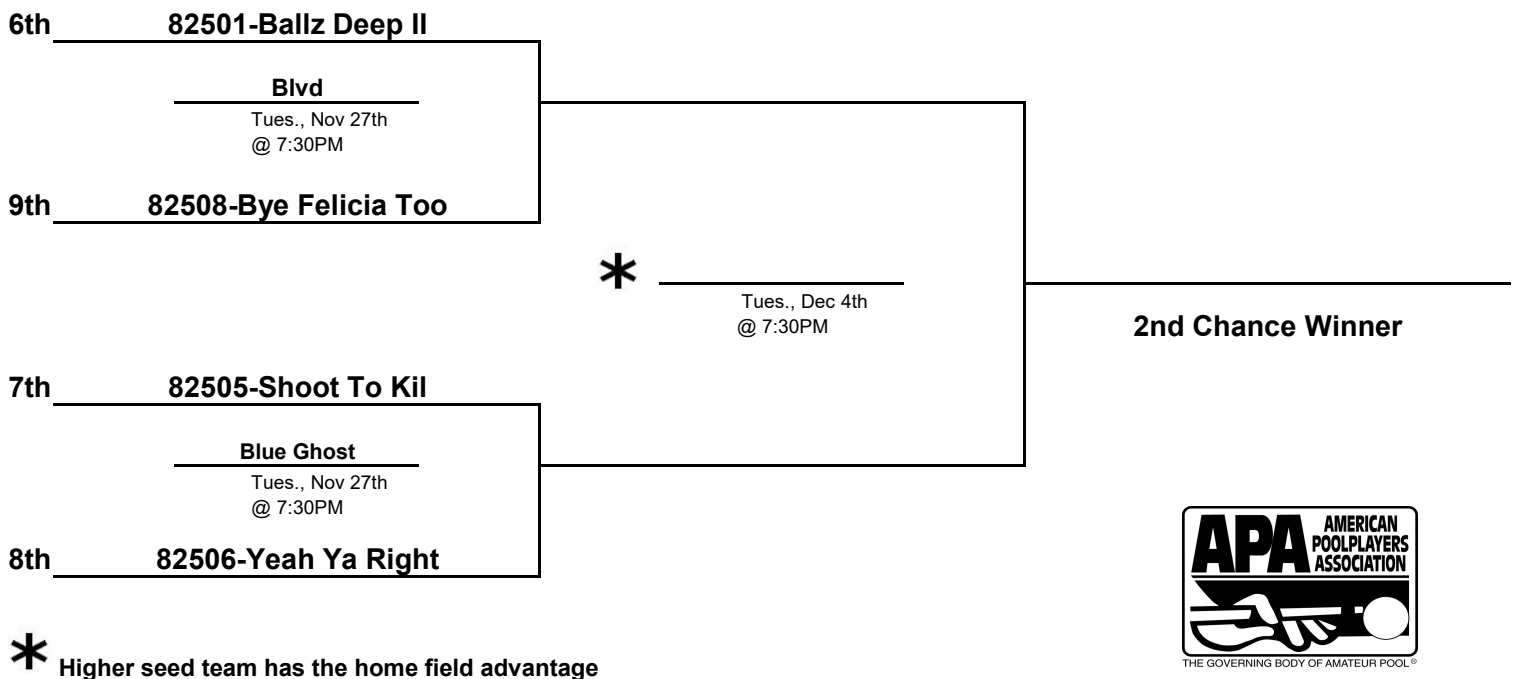 6th 82501-Ballz Deep II
Blvd
Tues., Nov 27th
@ 7:30PM
9th 82508-Bye Felicia Too
*
Tues., Dec 4th
@ 7:30PM
2nd Chance Winner
7th 82505-Shoot To Kil
Blue Ghost
Tues., Nov 27th
@ 7:30PM
8th 82506-Yeah Ya Right
* Higher seed team has the home field advantage
APA AMERICAN
POOLPLAYERS
ASSOCIATION
THE GOVERNING BODY OF AMATEUR POOL®